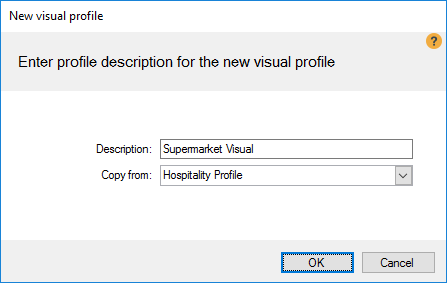 New visual profile
?
Enter profile description for the new visual profile
Description: Supermarket Visual
Copy from: Hospitality Profile
OK Cancel